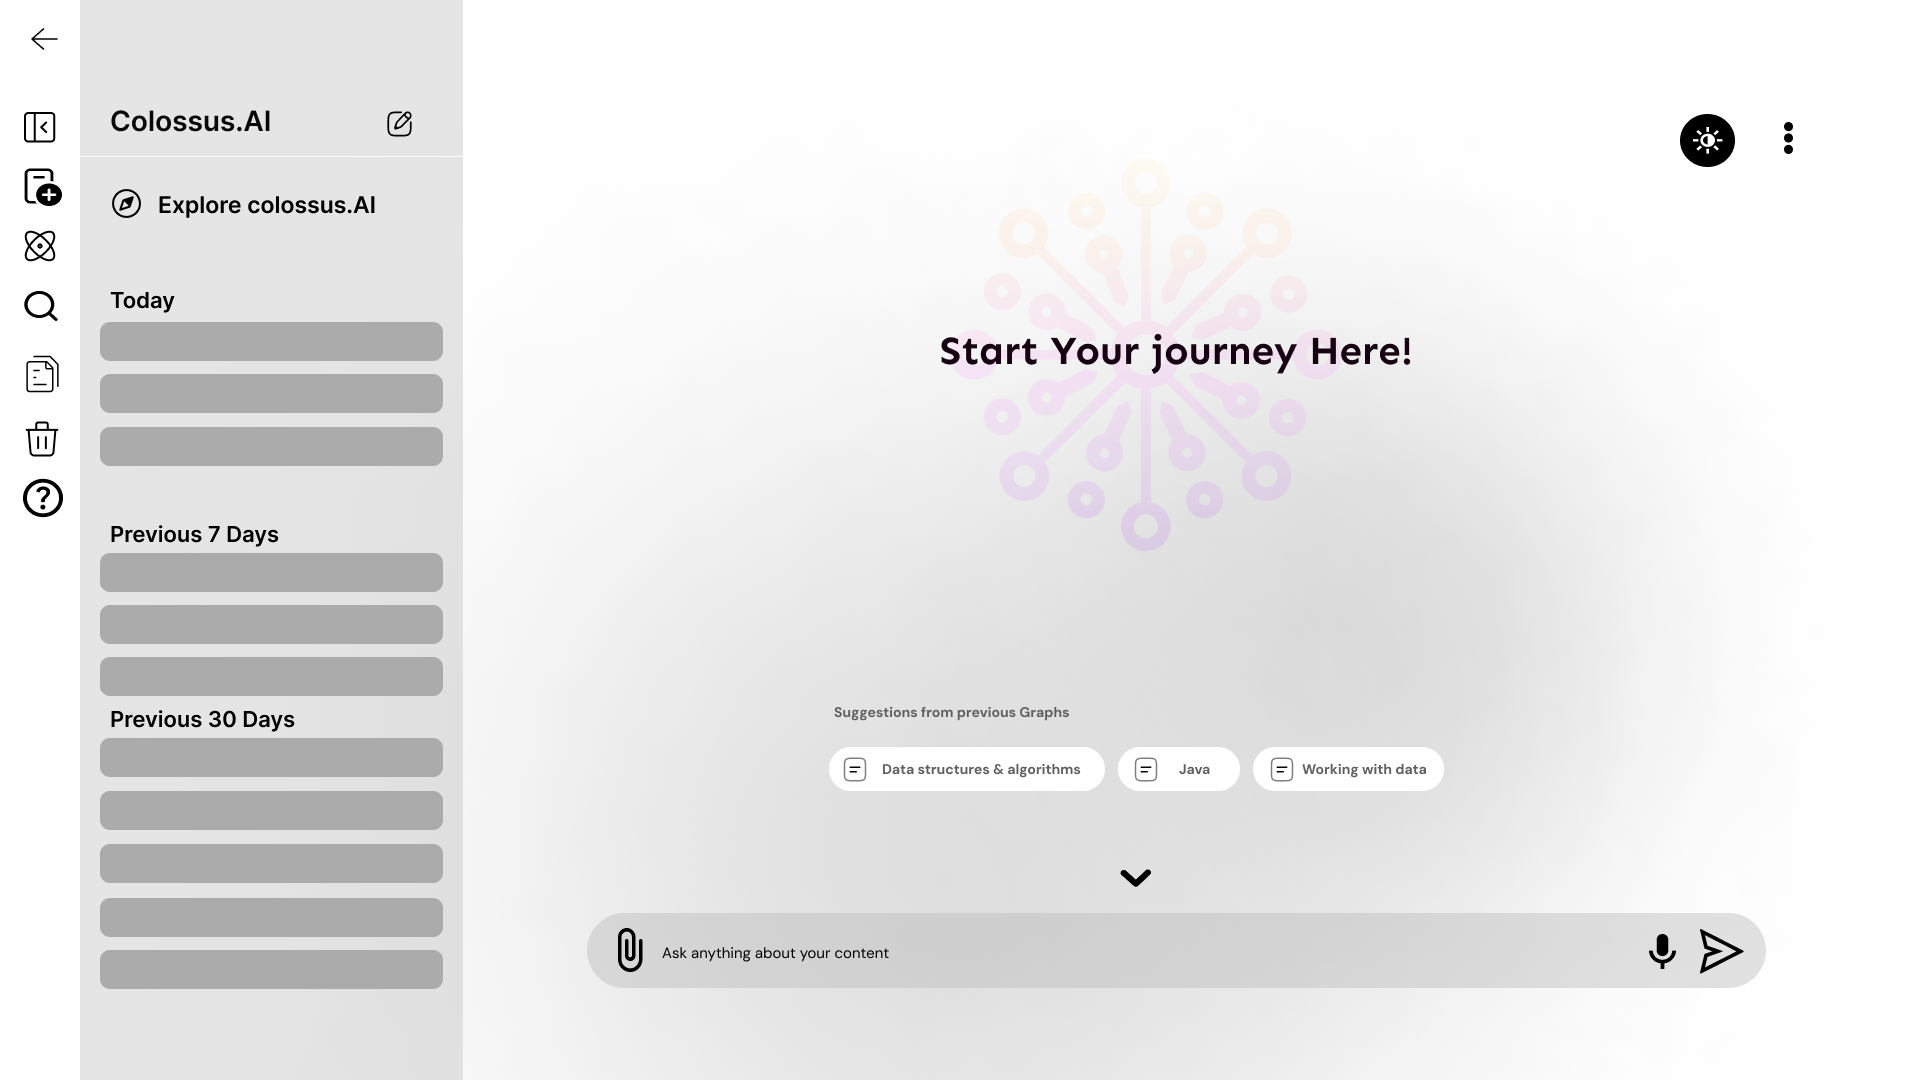 Colossus.AI
Explore colossus.AI
Today
Previous 7 Days
Previous 30 Days
Start Your journey Here!
Suggestions from previous Graphs
Data structures & algorithms
Java
Working with data
Ask anything about your content